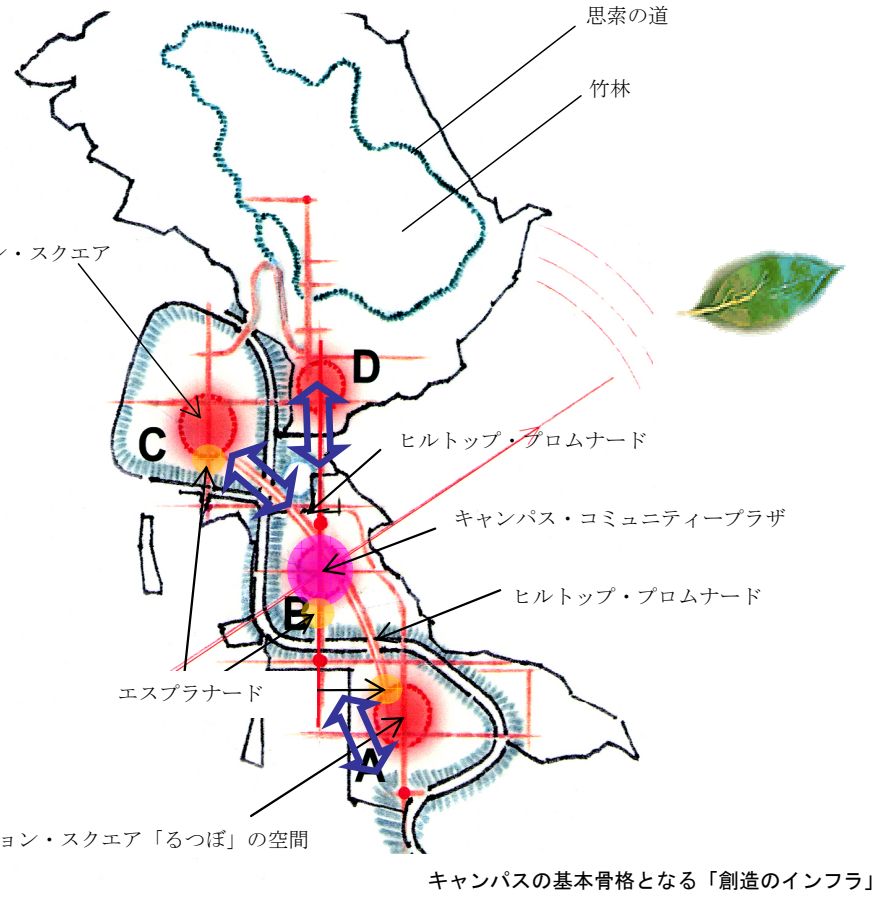 思索の道
竹林
ン・スクエア
D
C
ヒルトップ・プロムナード
キャンパス・コミュニティープラザ
B
ヒルトップ・プロムナード
エスプラナード
A
ョン・スクエア「るつぼ」の空間
キャンパスの基本骨格となる「創造のインフラ」